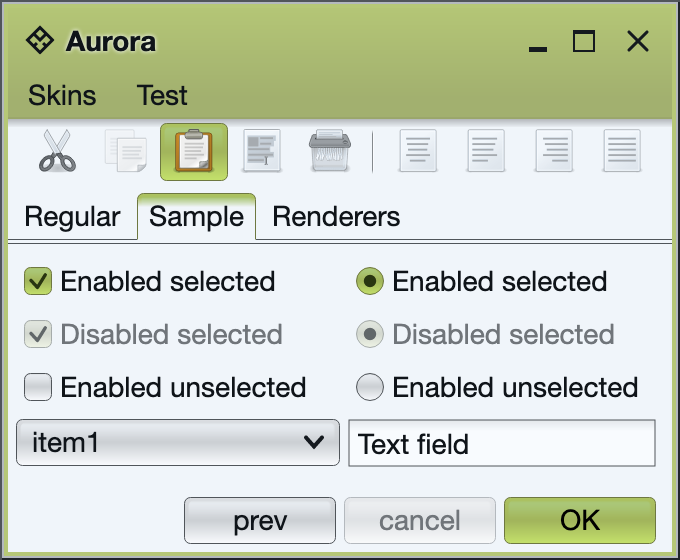 Aurora
Skins Test
Regular Sample Renderers
Enabled selected Enabled selected
Disabled selected Disabled selected
Enabled unselected Enabled unselected
item1 Text field
prev cancel OK